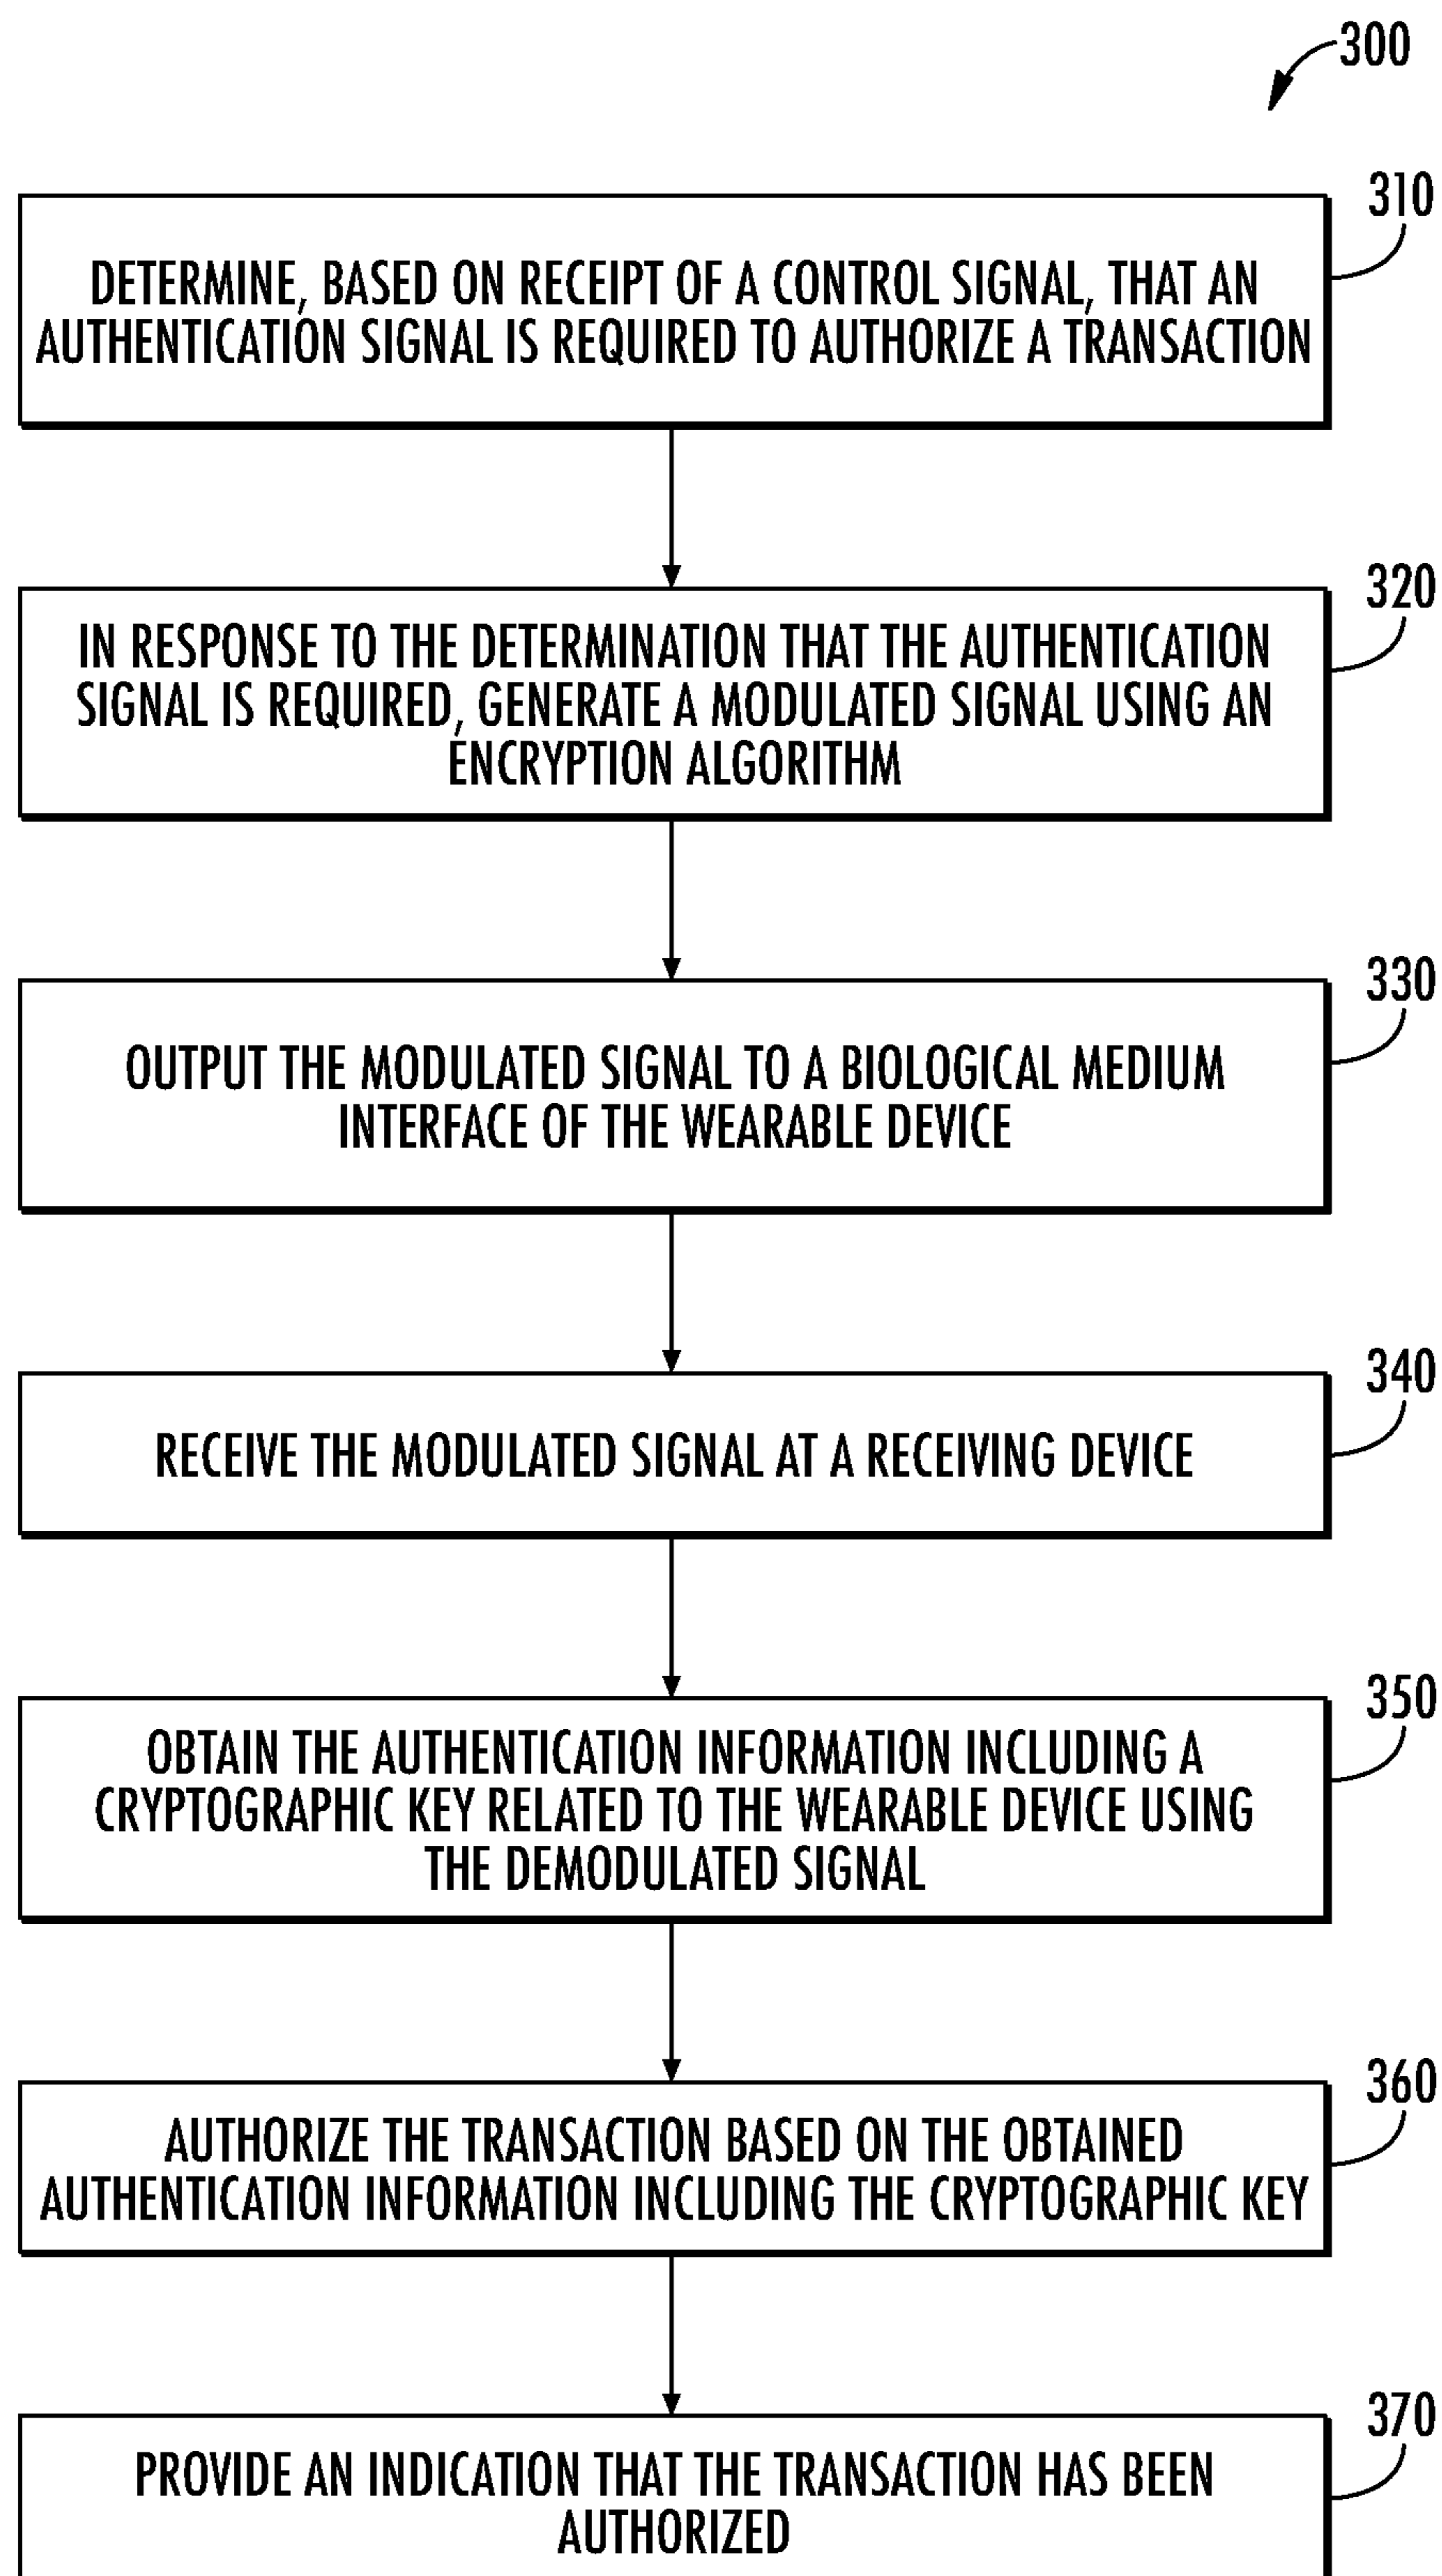 300
310
DETERMINE, BASED ON RECEIPT OF A CONTROL SIGNAL, THAT AN
AUTHENTICATION SIGNAL IS REQUIRED TO AUTHORIZE A TRANSACTION
320
IN RESPONSE TO THE DETERMINATION THAT THE AUTHENTICATION
SIGNAL IS REQUIRED, GENERATE A MODULATED SIGNAL USING AN
ENCRYPTION ALGORITHM
330
OUTPUT THE MODULATED SIGNAL TO A BIOLOGICAL MEDIUM
INTERFACE OF THE WEARABLE DEVICE
340
RECEIVE THE MODULATED SIGNAL AT A RECEIVING DEVICE
350
OBTAIN THE AUTHENTICATION INFORMATION INCLUDING A
CRYPTOGRAPHIC KEY RELATED TO THE WEARABLE DEVICE USING
THE DEMODULATED SIGNAL
360
AUTHORIZE THE TRANSACTION BASED ON THE OBTAINED
AUTHENTICATION INFORMATION INCLUDING THE CRYPTOGRAPHIC KEY
370
PROVIDE AN INDICATION THAT THE TRANSACTION HAS BEEN
AUTHORIZED